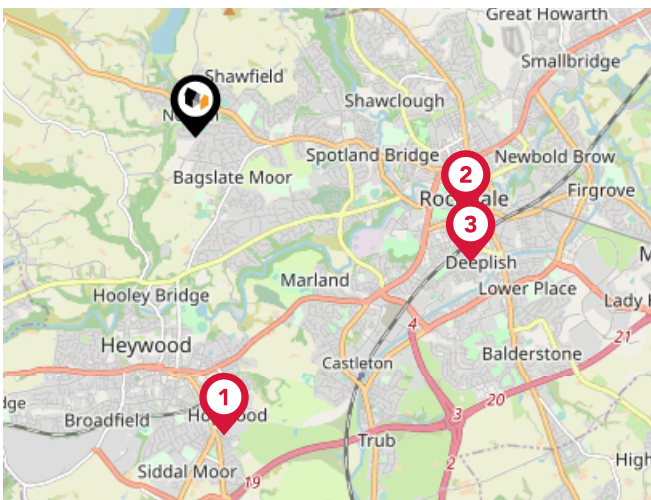 Great Howarth
Smallbridge
Shawfield
Shawclough
Spotland Bridge
Newbold Brow
Bagslate Moor
2
Firgrove
3
Deeplish
Marland
Lower Place
Hooley Bridge
Lady
4
21
Heywood
Castleton
Balderstone
1
20
3
Broadfield
Trub
High
Siddal Moor
2
19